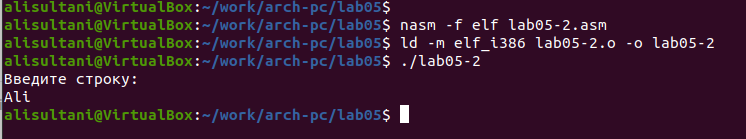 alisultani@VirtualBox:~/work/arch-pc/lab05$
alisultani@VirtualBox:~/work/arch-pc/lab05$ nasm -f elf lab05-2.asm
alisultani@VirtualBox:~/work/arch-pc/lab05$ ld -m elf_i386 lab05-2.o -o lab05-2
alisultani@VirtualBox:~/work/arch-pc/lab05$ ./lab05-2
Введите строку:
Ali
alisultani@VirtualBox:~/work/arch-pc/lab05$